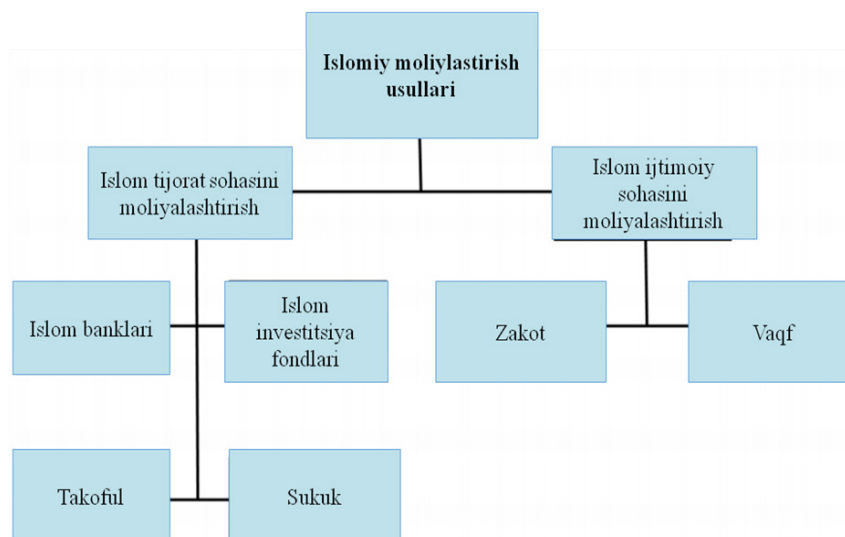 Islomiy moliylastirish
usullari
Islom tijorat sohasini
moliyalashtirish
Islom ijtimoiy
sohasini
moliyalashtirish
Islom banklari
Islom
investitsiya
fondlari
Zakot
Vaqf
Takoful
Sukuk